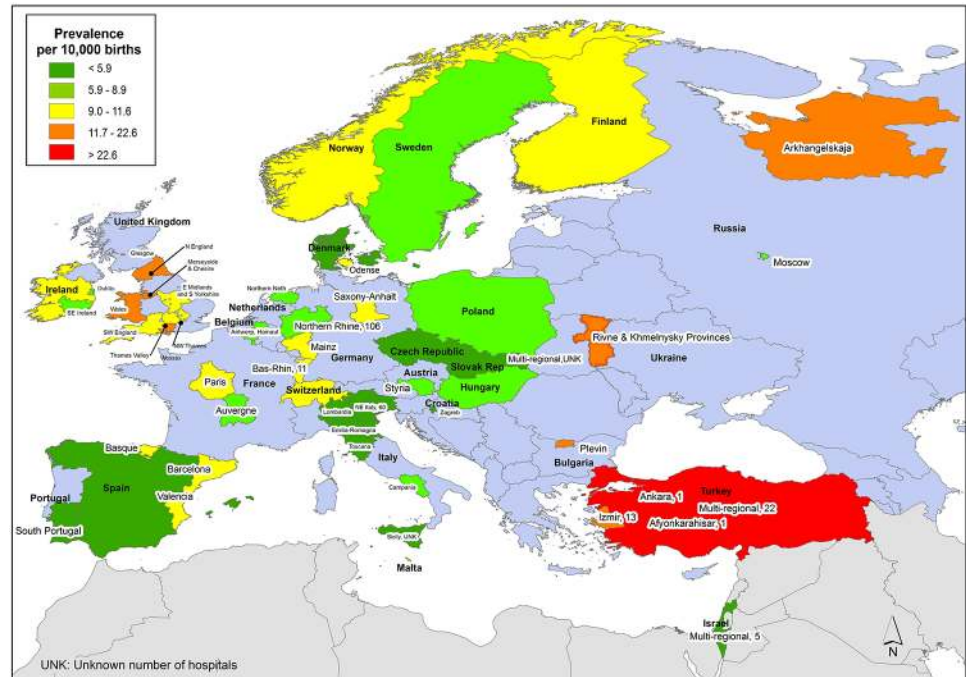 Prevalence
per 10,000 births
< 5.9
5.9 - 8.9
9.0 - 11.6
11.7 - 22.6
> 22.6
Norway
Sweden
Finland
Arkhangelskaja
Russia
Moscow
United Kingdom
Glasgow
N England
Merseyside
& Cheshire
E Midlands
and S Yorkshire
Ireland
Dublin
SE Ireland
Wales
SW England
Thames Valley
Wessex
NW Thames
Denmark
Odense
Northern Neth
Netherlands
Belgium
Antwerp, Hainaut
Saxony-Anhalt
Northern Rhine, 106
Mainz
Germany
Bas-Rhin, 11
Poland
Czech Republic
Multi-regional,UNK
Slovak Rep
Rivne & Khmelnysky Provinces
Ukraine
Paris
France
Auvergne
Switzerland
Austria
Styria
Hungary
Croatia
Zagreb
NE Italy, 60
Lombardia
Emilia-Romagna
Toscana
Italy
Campania
Sicily, UNK
Malta
Basque
Barcelona
Spain
Valencia
Portugal
South Portugal
Plevin
Bulgaria
Turkey
Ankara, 1
Multi-regional, 22
Izmir, 13
Afyonkarahisar, 1
Israel
Multi-regional, 5
N
UNK: Unknown number of hospitals